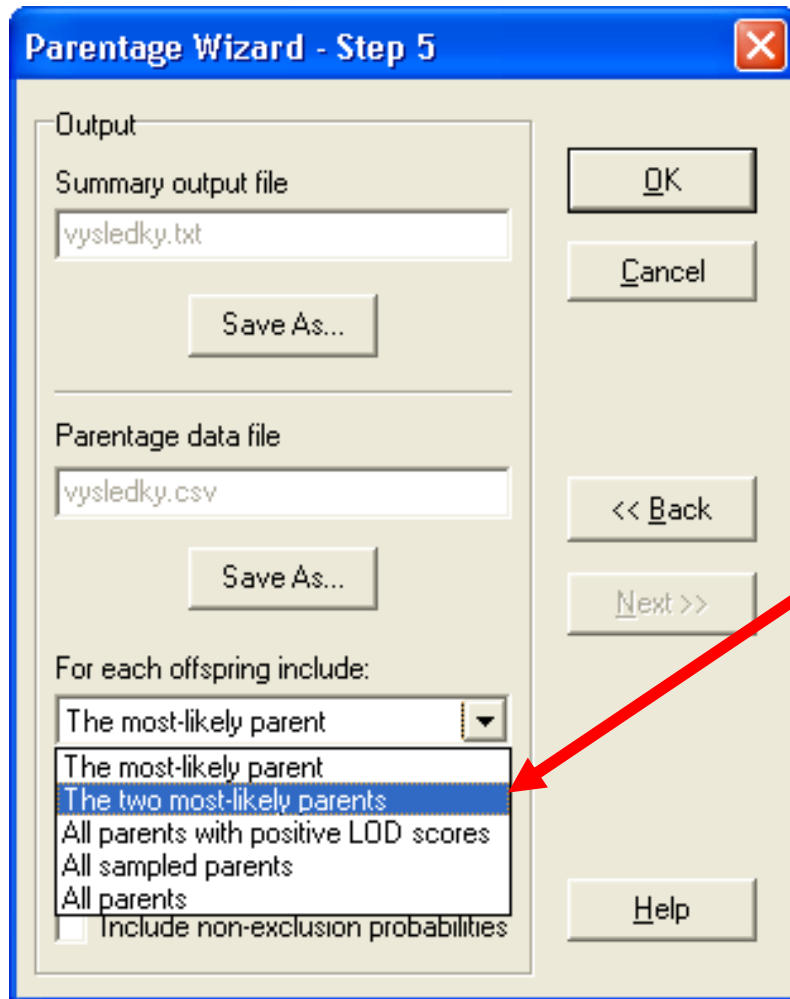 Parentage Wizard - Step 5
Output
Summary output file
vysledky.txt
Save As...
Parentage data file
vysledky.csv
Save As...
For each offspring include:
The most-likely parent
The most-likely parent
The two most-likely parents
All parents with positive LOD scores
All sampled parents
All parents
Include non-exclusion probabilities
OK
Cancel
<< Back
Next >>
Help